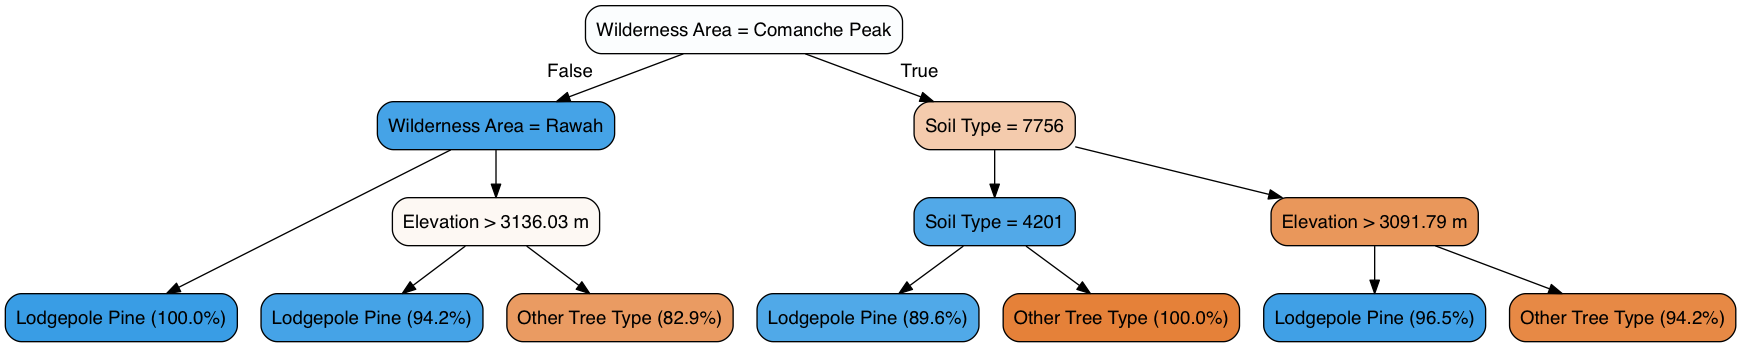 Wilderness Area = Comanche Peak
False
True
Wilderness Area = Rawah
Soil Type = 7756
Elevation > 3136.03 m
Soil Type = 4201
Elevation > 3091.79 m
Lodgepole Pine (100.0%)
Lodgepole Pine (94.2%)
Other Tree Type (82.9%)
Lodgepole Pine (89.6%)
Other Tree Type (100.0%)
Lodgepole Pine (96.5%)
Other Tree Type (94.2%)